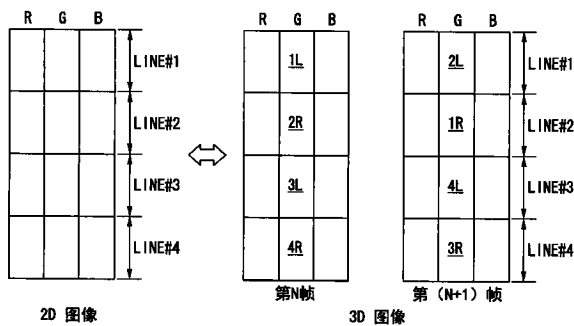 R G B
R G B
R G B
1L
2L
LINE#1
LINE#1
2R
1R
LINE#2
LINE#2
3L
4L
LINE#3
LINE#3
4R
3R
LINE#4
LINE#4
第N帧
第 (N+1) 帧
2D 图像
3D 图像